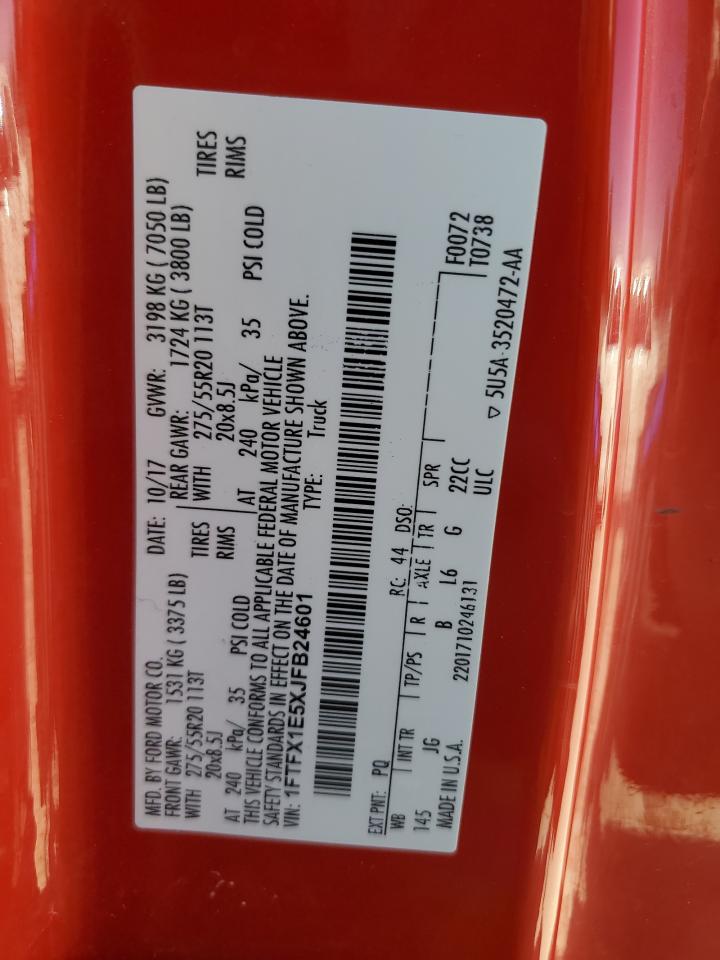 MFD. BY FORD MOTOR CO. DATE: 10/17 GVWR: 3198 KG ( 7050 LB)
FRONT GAWR: 1531 KG ( 3375 LB) REAR GAWR: 1724 KG ( 3800 LB)
WITH 275/55R20 113T TIRES WITH 275/55R20 113T TIRES
20x8.5J RIMS 20x8.5J RIMS
AT 240 kPa/ 35 PSI COLD AT 240 kPa/ 35 PSI COLD
THIS VEHICLE CONFORMS TO ALL APPLICABLE FEDERAL MOTOR VEHICLE
SAFETY STANDARDS IN EFFECT ON THE DATE OF MANUFACTURE SHOWN ABOVE.
VIN: 1FTFX1E5XJFB24601 TYPE: Truck
EXT PNT: PQ RC: 44 DSO: F0072
WB INT TR TP/PS R AXLE TR SPR T0738
145 JG B L6 G 22CC
MADE IN U.S.A. 2201710246131 ULC ▽ 5U5A-3520472-AA